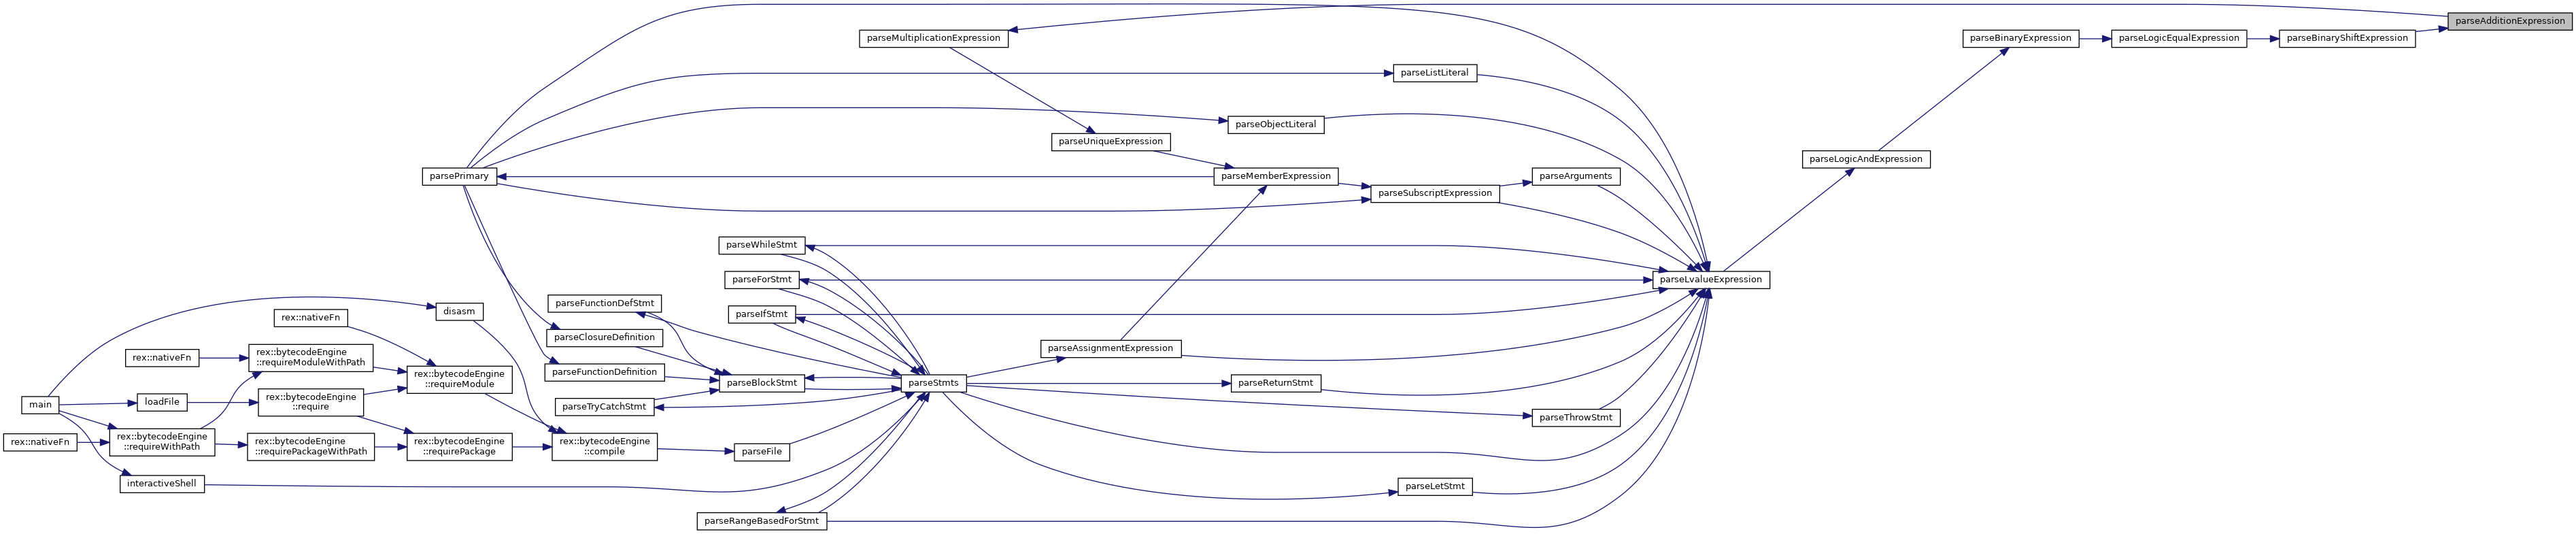 parseAdditionExpression
parseMultiplicationExpression
parseBinaryExpression
parseLogicEqualExpression
parseBinaryShiftExpression
parseListLiteral
parseObjectLiteral
parseUniqueExpression
parseLogicAndExpression
parsePrimary
parseMemberExpression
parseArguments
parseSubscriptExpression
parseWhileStmt
parseForStmt
parseLvalueExpression
parseFunctionDefStmt
disasm
parseIfStmt
rex::nativeFn
parseClosureDefinition
parseAssignmentExpression
rex::nativeFn
rex::bytecodeEngine
::requireModuleWithPath
parseFunctionDefinition
rex::bytecodeEngine
::requireModule
parseBlockStmt
parseStmts
parseReturnStmt
main
loadFile
rex::bytecodeEngine
::require
parseTryCatchStmt
parseThrowStmt
rex::nativeFn
rex::bytecodeEngine
::requireWithPath
rex::bytecodeEngine
::requirePackageWithPath
rex::bytecodeEngine
::requirePackage
rex::bytecodeEngine
::compile
parseFile
interactiveShell
parseLetStmt
parseRangeBasedForStmt